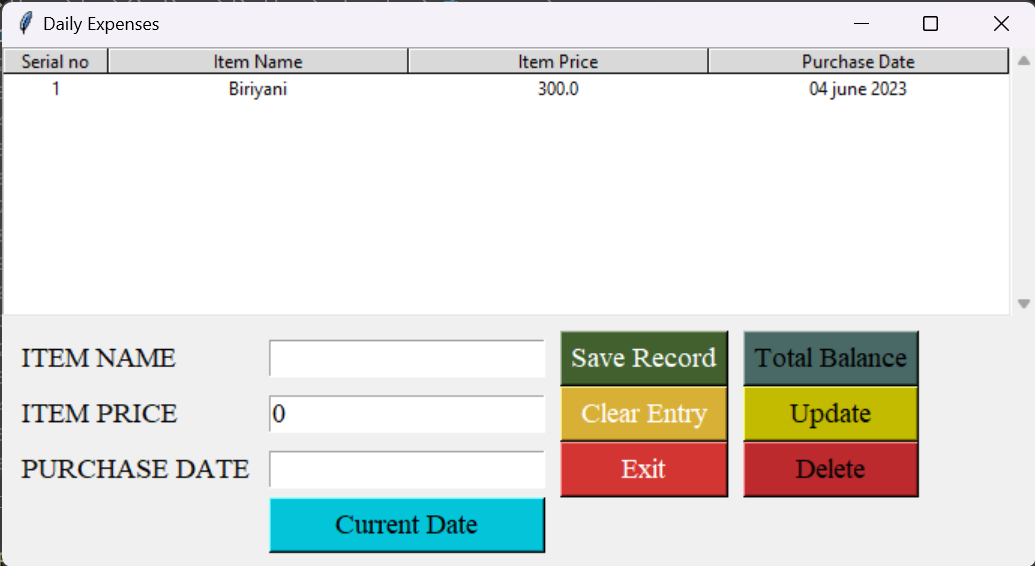 Daily Expenses
Serial no Item Name Item Price Purchase Date
1 Biriyani 300.0 04 june 2023
ITEM NAME Save Record Total Balance
ITEM PRICE 0 Clear Entry Update
PURCHASE DATE Exit Delete
Current Date